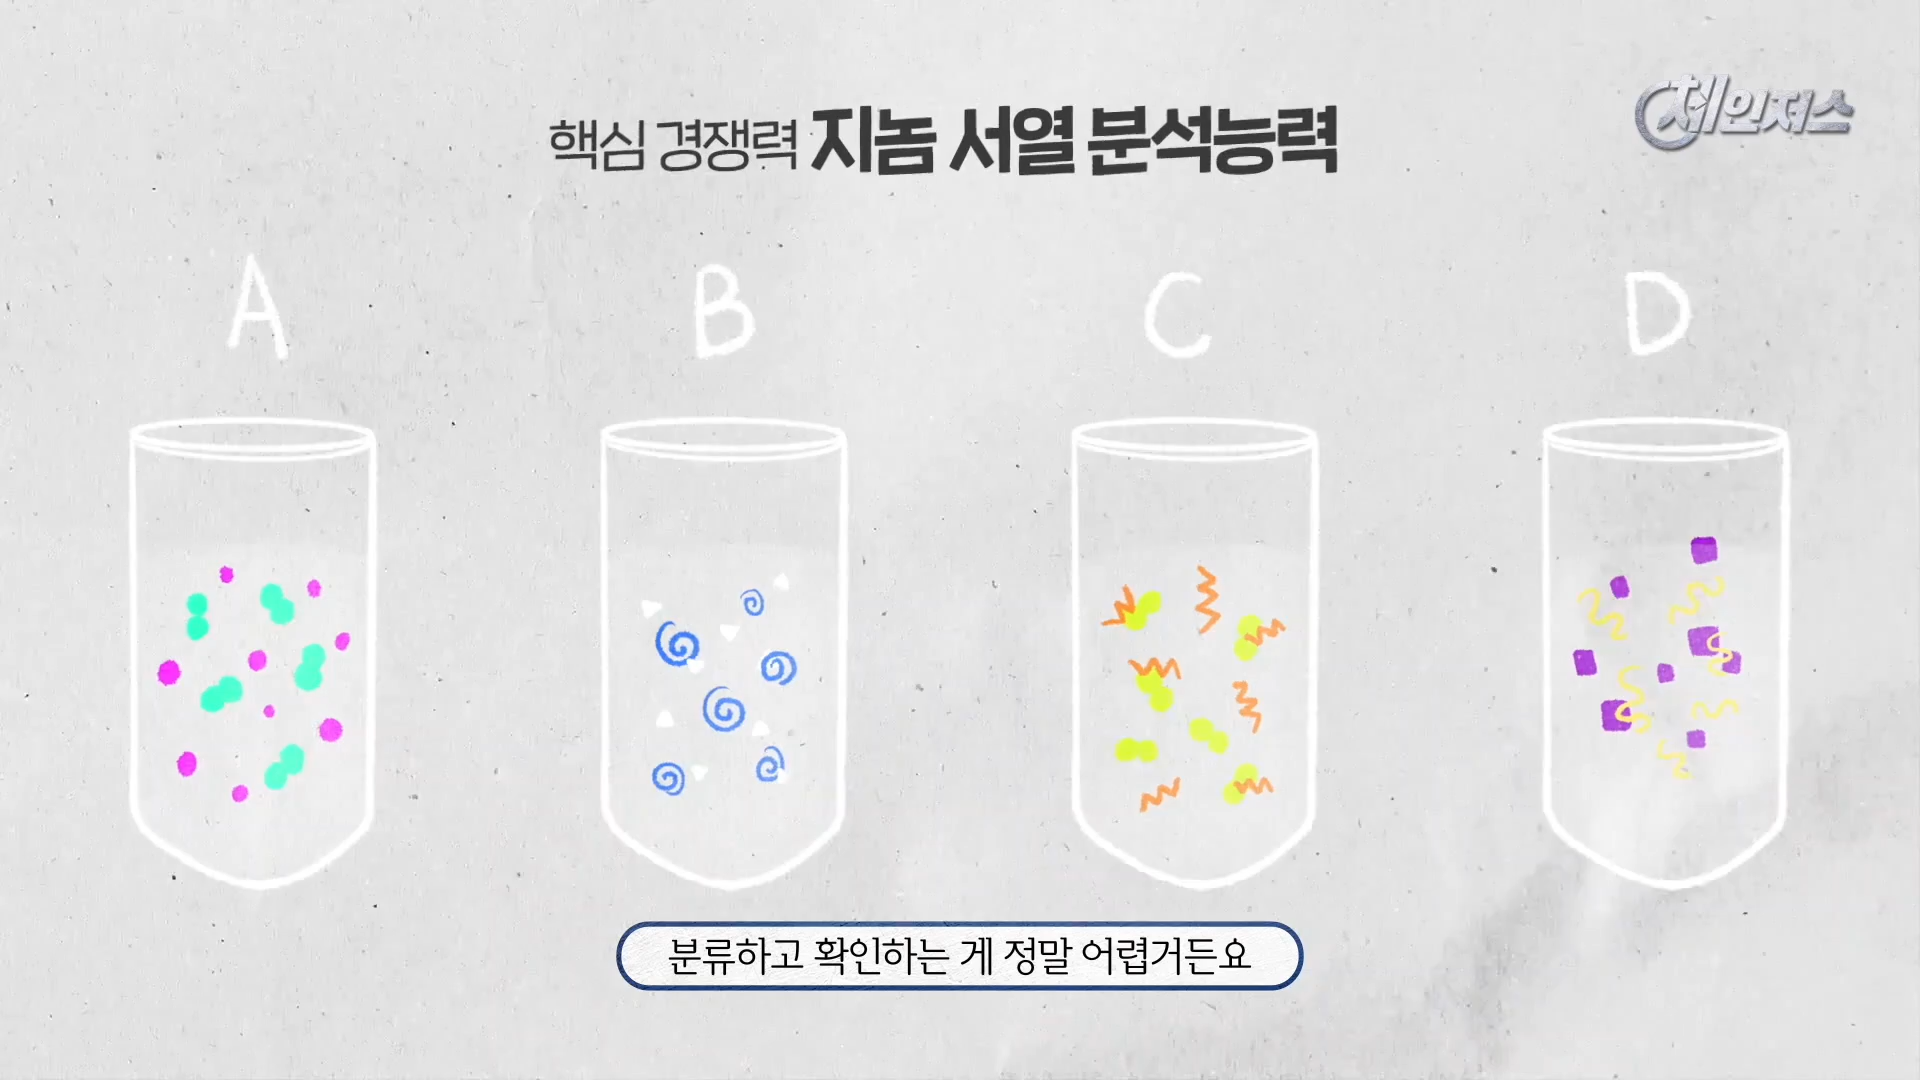 핵심 경쟁력 지놈 서열 분석능력
체인저스
A
B
C
D
분류하고 확인하는 게 정말 어렵거든요